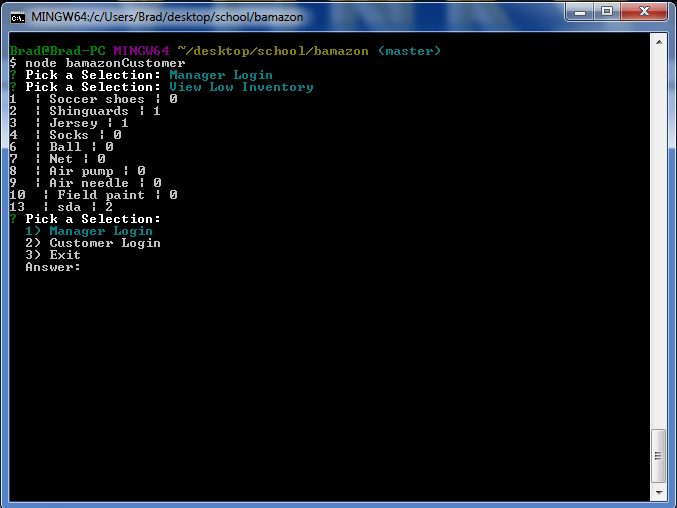 MINGW64:/c/Users/Brad/desktop/school/bamazon
Brad@Brad-PC MINGW64 ~/desktop/school/bamazon (master)
$ node bamazonCustomer
? Pick a Selection: Manager Login
? Pick a Selection: View Low Inventory
1  ¦ Soccer shoes ¦ 0
2  ¦ Shinguards ¦ 1
3  ¦ Jersey ¦ 1
4  ¦ Socks ¦ 0
6  ¦ Ball ¦ 0
7  ¦ Net ¦ 0
8  ¦ Air pump ¦ 0
9  ¦ Air needle ¦ 0
10  ¦ Field paint ¦ 0
13  ¦ sda ¦ 2
? Pick a Selection:
  1) Manager Login
  2) Customer Login
  3) Exit
  Answer: